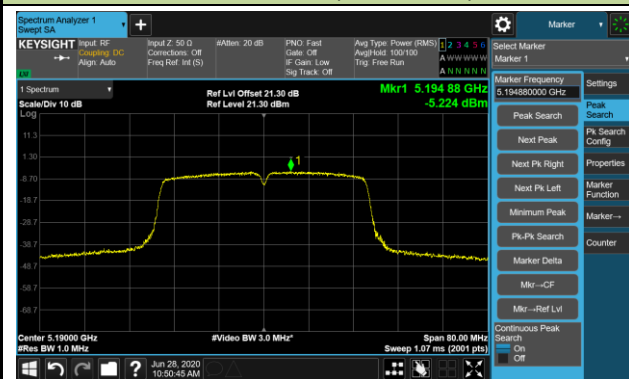 Spectrum Analyzer 1
Swept SA
+
Marker
KEYSIGHT
Input: RF
Coupling: DC
Align: Auto
Input Z: 50 Ω
Corrections: Off
Freq Ref: Int (S)
#Atten: 20 dB
PNO: Fast
Gate: Off
IF Gain: Low
Sig Track: Off
Avg Type: Power (RMS)
Avg|Hold: 100/100
Trig: Free Run
1 2 3 4 5 6
A W W W W W
A N N N N N
Select Marker
Marker 1
1 Spectrum
Scale/Div 10 dB
Log
Ref Lvl Offset 21.30 dB
Ref Level 21.30 dBm
Mkr1 5.194 88 GHz
-5.224 dBm
11.3
1.30
-8.70
-18.7
-28.7
-38.7
-48.7
-58.7
-68.7
1
Center 5.19000 GHz
#Res BW 1.0 MHz
#Video BW 3.0 MHz*
Span 80.00 MHz
Sweep 1.07 ms (2001 pts)
Marker Frequency
5.194880000 GHz
Peak Search
Next Peak
Next Pk Right
Next Pk Left
Minimum Peak
Pk-Pk Search
Marker Delta
Mkr→CF
Mkr→Ref Lvl
Continuous Peak
Search
On
Off
Settings
Peak
Search
Pk Search
Config
Properties
Marker
Function
Marker→
Counter
?
Jun 28, 2020
10:50:45 AM